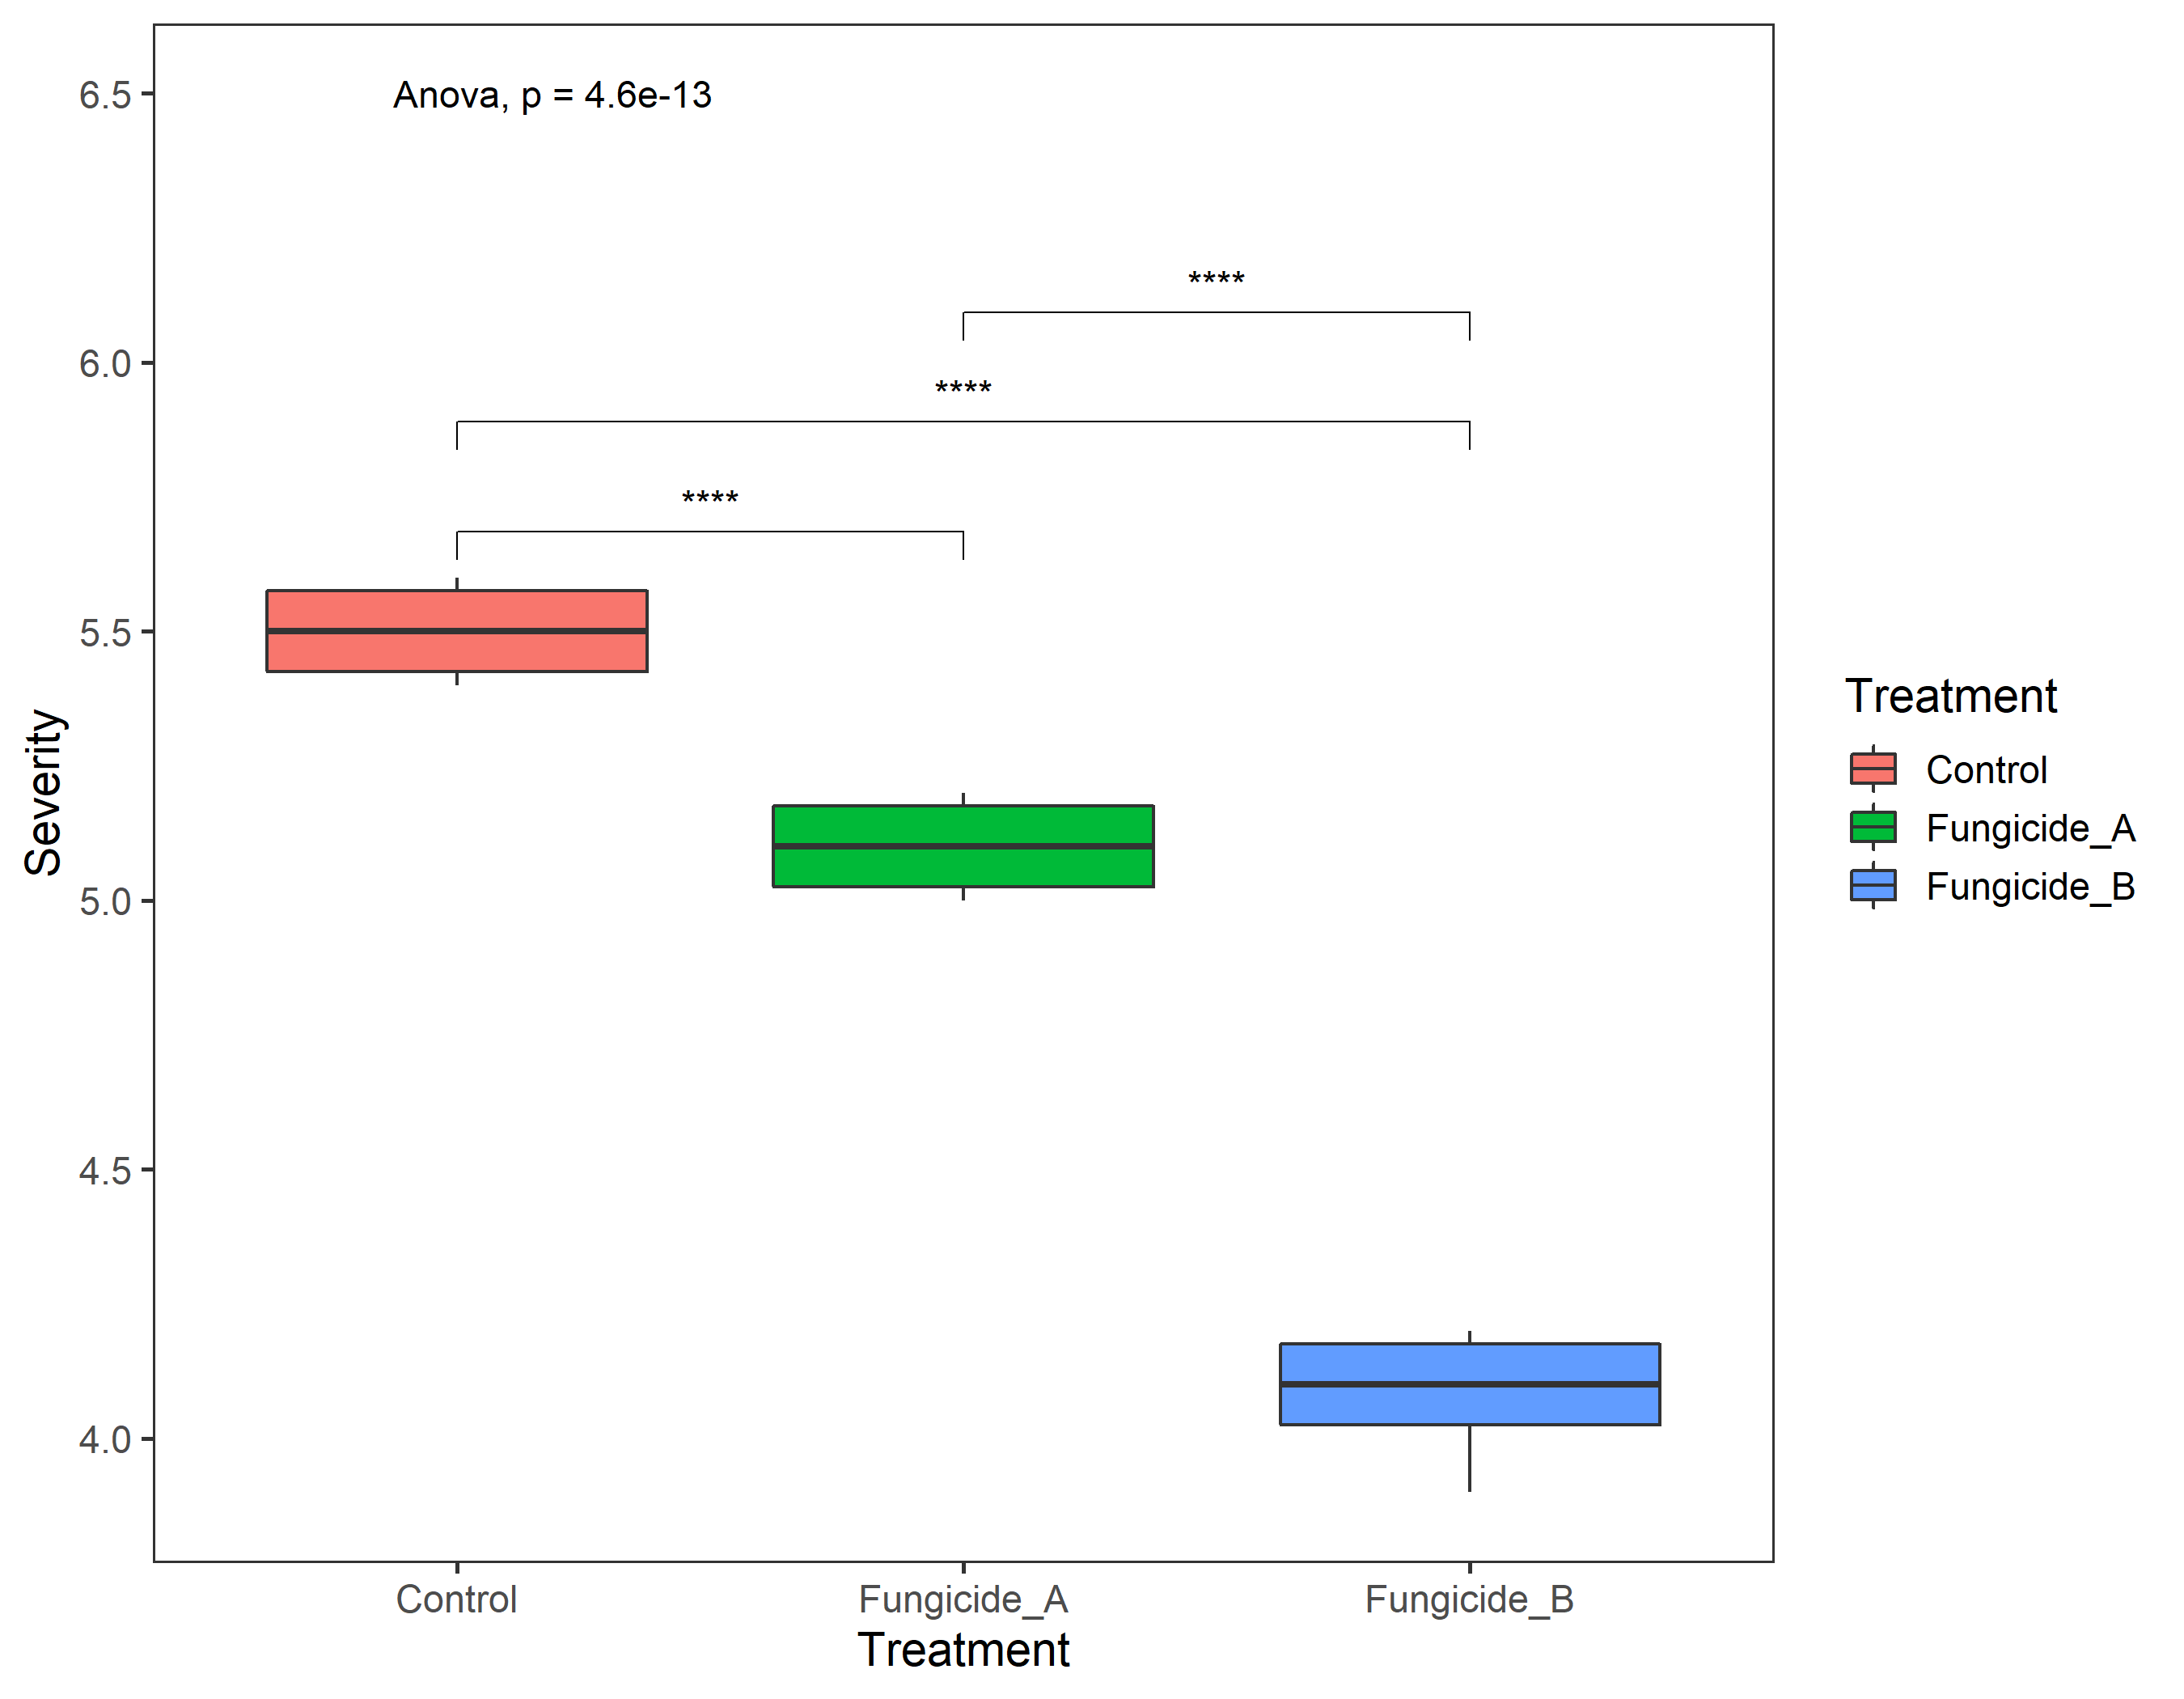 Anova, p = 4.6e-13
6.5
6.0
5.5
5.0
4.5
4.0
****
****
****
Severity
Control
Fungicide_A
Fungicide_B
Treatment
Treatment
Control
Fungicide_A
Fungicide_B